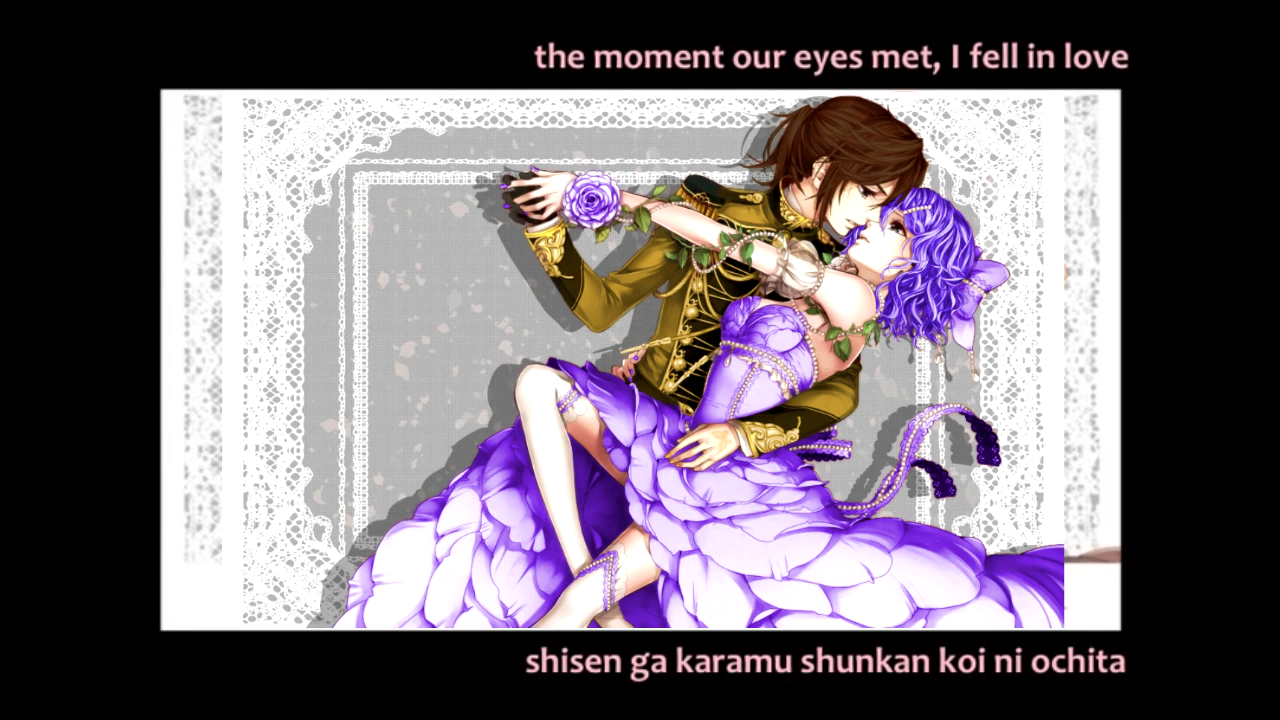 the moment our eyes met, I fell in love
shisen ga karamu shunkan koi ni ochita